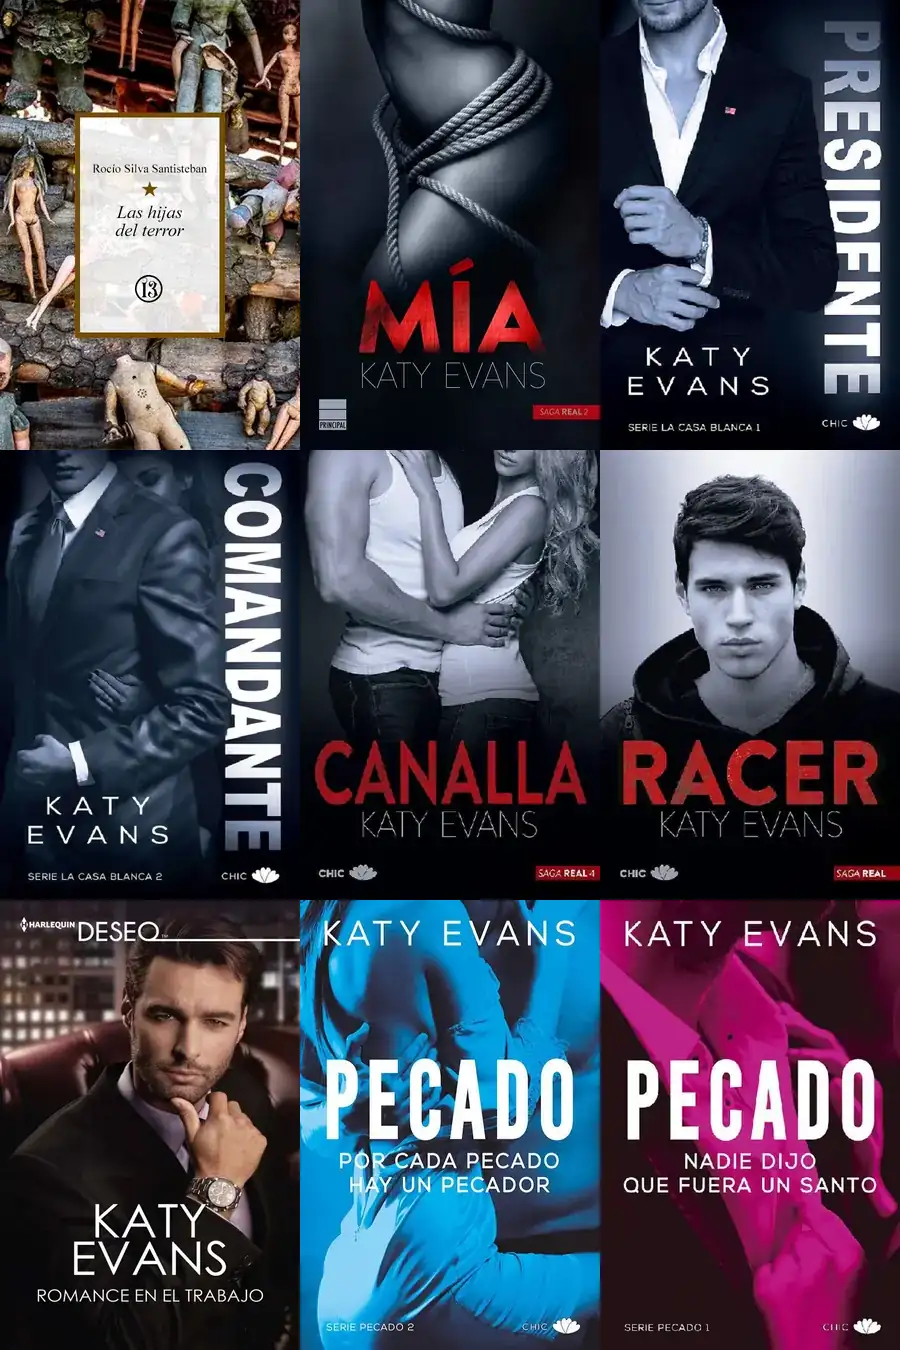 Rocío Silva Santisteban
Las hijas
del terror
13
MÍA
KATY EVANS
PRINCIPAL
SAGA REAL 2
PRESIDENTE
KATY
EVANS
SERIE LA CASA BLANCA 1
CHIC
COMANDANTE
KATY
EVANS
SERIE LA CASA BLANCA 2
CHIC
CANALLA
KATY EVANS
CHIC
SAGA REAL 4
RACER
KATY EVANS
CHIC
SAGA REAL
HARLEQUIN
DESEO
KATY
EVANS
ROMANCE EN EL TRABAJO
KATY EVANS
PECADO
POR CADA PECADO
HAY UN PECADOR
SERIE PECADO 2
CHIC
KATY EVANS
PECADO
NADIE DIJO
QUE FUERA UN SANTO
SERIE PECADO 1
CHIC